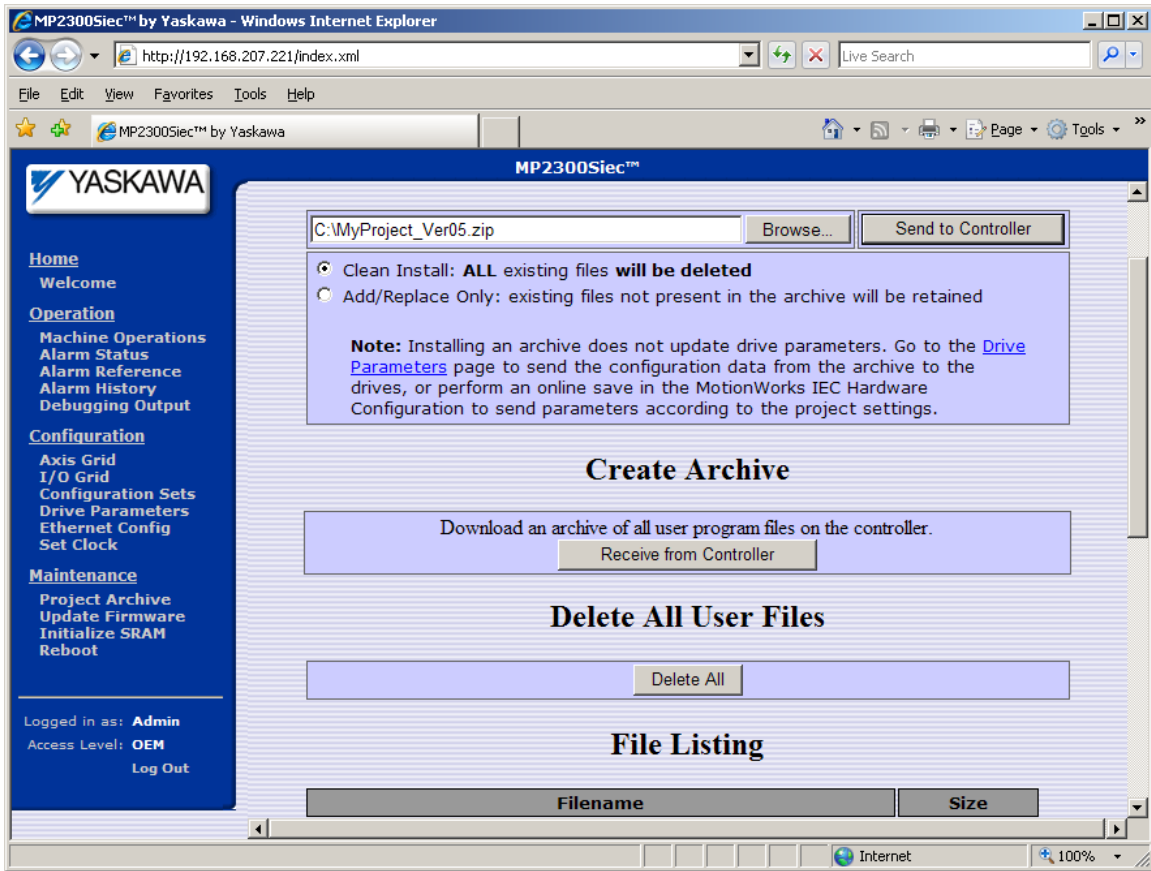 MP2300Siec™ by Yaskawa - Windows Internet Explorer
http://192.168.207.221/index.xml
Live Search
File Edit View Favorites Tools Help
MP2300Siec™ by Yaskawa
Page
Tools
»
YASKAWA
MP2300Siec™
Home
Welcome
Operation
Machine Operations
Alarm Status
Alarm Reference
Alarm History
Debugging Output
Configuration
Axis Grid
I/O Grid
Configuration Sets
Drive Parameters
Ethernet Config
Set Clock
Maintenance
Project Archive
Update Firmware
Initialize SRAM
Reboot
Logged in as: Admin
Access Level: OEM
Log Out
C:\MyProject_Ver05.zip
Browse...
Send to Controller
Clean Install: ALL existing files will be deleted
Add/Replace Only: existing files not present in the archive will be retained
Note: Installing an archive does not update drive parameters. Go to the Drive
Parameters page to send the configuration data from the archive to the
drives, or perform an online save in the MotionWorks IEC Hardware
Configuration to send parameters according to the project settings.
Create Archive
Download an archive of all user program files on the controller.
Receive from Controller
Delete All User Files
Delete All
File Listing
Filename Size
Internet
100%